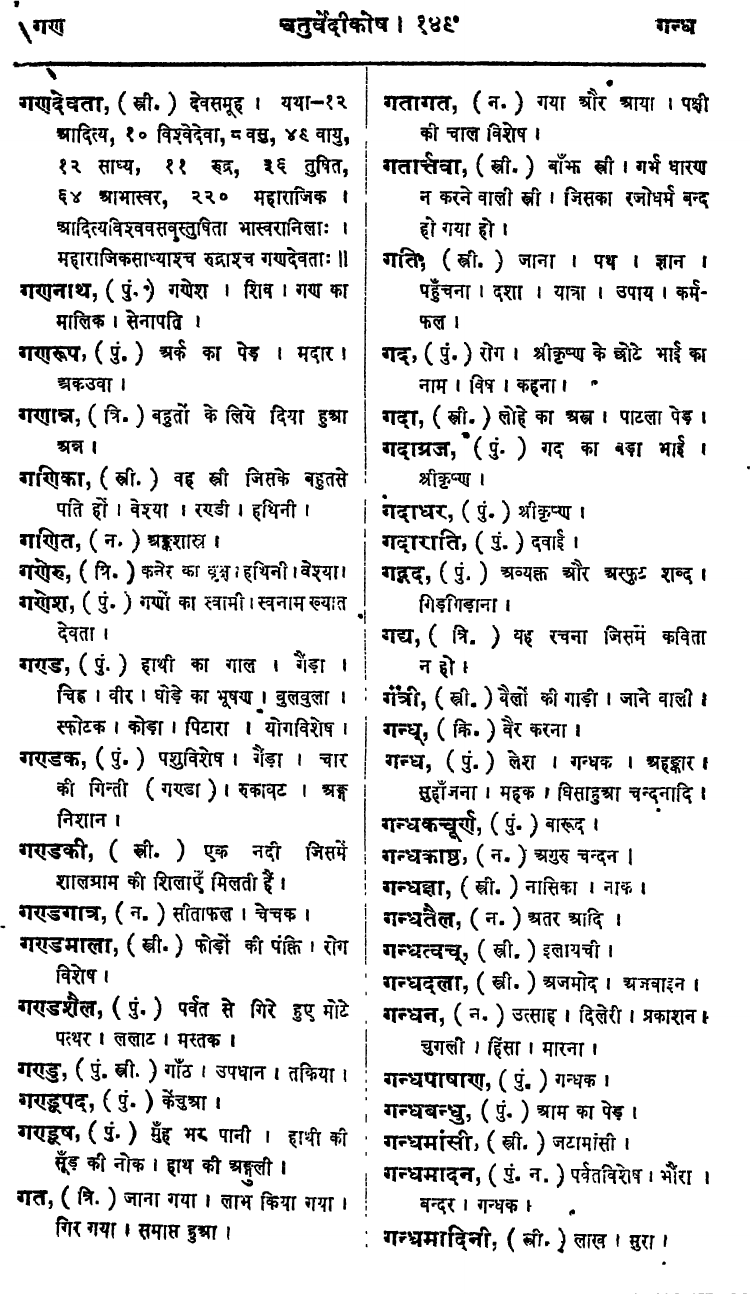 गण
चतुर्वेदीकोष । १४९
गन्ध
गणदेवता, (स्त्री.) देवसमूह । यथा–१२
आदित्य, १० विश्वेदेवा, ८ वसु, ४९ वायु,
१२ साध्य, ११ रुद्र, ३६ तुषित,
६४ आभास्वर, २२० महाराजिक ।
आदित्यविश्ववसवस्तुषिता भास्वरानिलाः ।
महाराजिकसाध्याश्च रुद्राश्च गणदेवताः ॥
गणनाथ, (पुं.) गणेश । शिव । गण का
मालिक । सेनापति ।
गणरूप, (पुं.) अर्क का पेड़ । मदार ।
अकउवा ।
गणान्न, (त्रि.) बहुतों के लिये दिया हुआ
अन्न ।
गणिका, (स्त्री.) वह स्त्री जिसके बहुतसे
पति हों । वेश्या । रण्डी । हथिनी ।
गणित, (न.) अङ्कशास्त्र ।
गणेरु, (त्रि.) कनेर का वृक्ष । हथिनी । वेश्या ।
गणेश, (पुं.) गणों का स्वामी । स्वनाम ख्यात
देवता ।
गण्ड, (पुं.) हाथी का गाल । गैंड़ा ।
चिह्न । वीर । घोड़े का भूषण । बुलबुला ।
स्फोटक । कोड़ा । पिटारा । योगविशेष ।
गण्डक, (पुं.) पशुविशेष । गैंड़ा । चार
की गिन्ती (गण्डा) । रुकावट । अङ्क
निशान ।
गण्डकी, (स्त्री.) एक नदी जिसमें
शालग्राम की शिलाएँ मिलती हैं ।
गण्डगात्र, (न.) सीताफल । चेचक ।
गण्डमाला, (स्त्री.) फोड़ों की पंक्ति । रोग
विशेष ।
गण्डशैल, (पुं.) पर्वत से गिरे हुए मोटे
पत्थर । ललाट । मस्तक ।
गण्डु, (पुं. स्त्री.) गाँठ । उपधान । तकिया ।
गण्डूपद, (पुं.) केंचुआ ।
गण्डूष, (पुं.) मुँह भर पानी । हाथी की
सूँड़ की नोक । हाथ की अङ्गुली ।
गत, (त्रि.) जाना गया । लाभ किया गया ।
गिर गया । समाप्त हुआ ।
गतागत, (न.) गया और आया । पक्षी
की चाल विशेष ।
गतार्त्तवा, (स्त्री.) बाँझ स्त्री । गर्भ धारण
न करने वाली स्त्री । जिसका रजोधर्म बन्द
हो गया हो ।
गति, (स्त्री.) जाना । पथ । ज्ञान ।
पहुँचना । दशा । यात्रा । उपाय । कर्म-
फल ।
गद, (पुं.) रोग । श्रीकृष्ण के छोटे भाई का
नाम । विष । कहना ।
गदा, (स्त्री.) लोहे का अस्त्र । पाटला पेड़ ।
गदाग्रज, (पुं.) गद का बड़ा भाई ।
श्रीकृष्ण ।
गदाधर, (पुं.) श्रीकृष्ण ।
गदाराति, (पुं.) दवाई ।
गद्गद, (पुं.) अव्यक्त और अस्फुट शब्द ।
गिड़गिड़ाना ।
गद्य, (त्रि.) यह रचना जिसमें कविता
न हो ।
गंत्री, (स्त्री.) बैलों की गाड़ी । जाने वाली ।
गन्ध्, (क्रि.) वैर करना ।
गन्ध, (पुं.) लेश । गन्धक । अहङ्कार ।
सुहाँजना । महक । घिसाहुआ चन्दनादि ।
गन्धकचूर्ण, (पुं.) बारूद ।
गन्धकाष्ठ, (न.) अगुरु चन्दन ।
गन्धज्ञा, (स्त्री.) नासिका । नाक ।
गन्धतैल, (न.) अतर आदि ।
गन्धत्वच्, (स्त्री.) इलायची ।
गन्धदला, (स्त्री.) अजमोद । अजवाइन ।
गन्धन, (न.) उत्साह । दिलेरी । प्रकाशन ।
चुगली । हिंसा । मारना ।
गन्धपाषाण, (पुं.) गन्धक ।
गन्धबन्धु, (पुं.) आम का पेड़ ।
गन्धमांसी, (स्त्री.) जटामांसी ।
गन्धमादन, (पुं. न.) पर्वतविशेष । भौंरा ।
बन्दर । गन्धक ।
गन्धमादिनी, (स्त्री.) लाख । सुरा ।